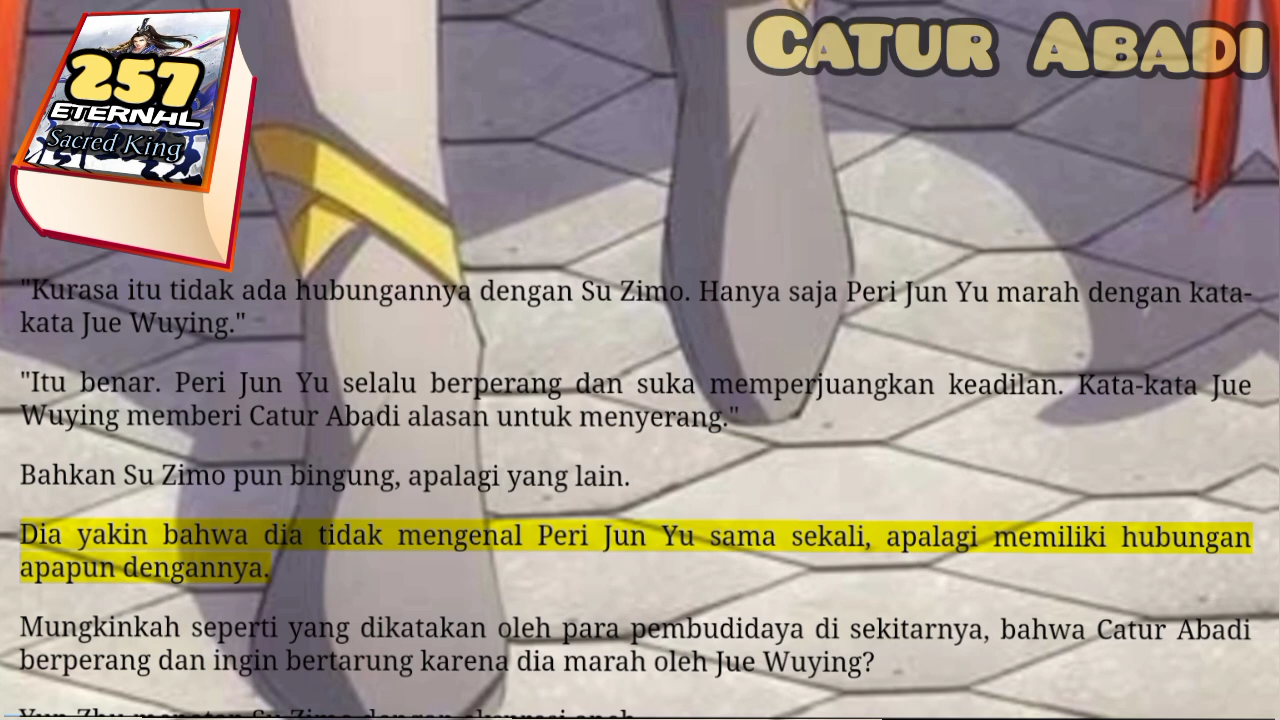 257
ETERNAL
Sacred King
CATUR ABADI
"Kurasa itu tidak ada hubungannya dengan Su Zimo. Hanya saja Peri Jun Yu marah dengan kata-
kata Jue Wuying."
"Itu benar. Peri Jun Yu selalu berperang dan suka memperjuangkan keadilan. Kata-kata Jue
Wuying memberi Catur Abadi alasan untuk menyerang."
Bahkan Su Zimo pun bingung, apalagi yang lain.
Dia yakin bahwa dia tidak mengenal Peri Jun Yu sama sekali, apalagi memiliki hubungan
apapun dengannya.
Mungkinkah seperti yang dikatakan oleh para pembudidaya di sekitarnya, bahwa Catur Abadi
berperang dan ingin bertarung karena dia marah oleh Jue Wuying?